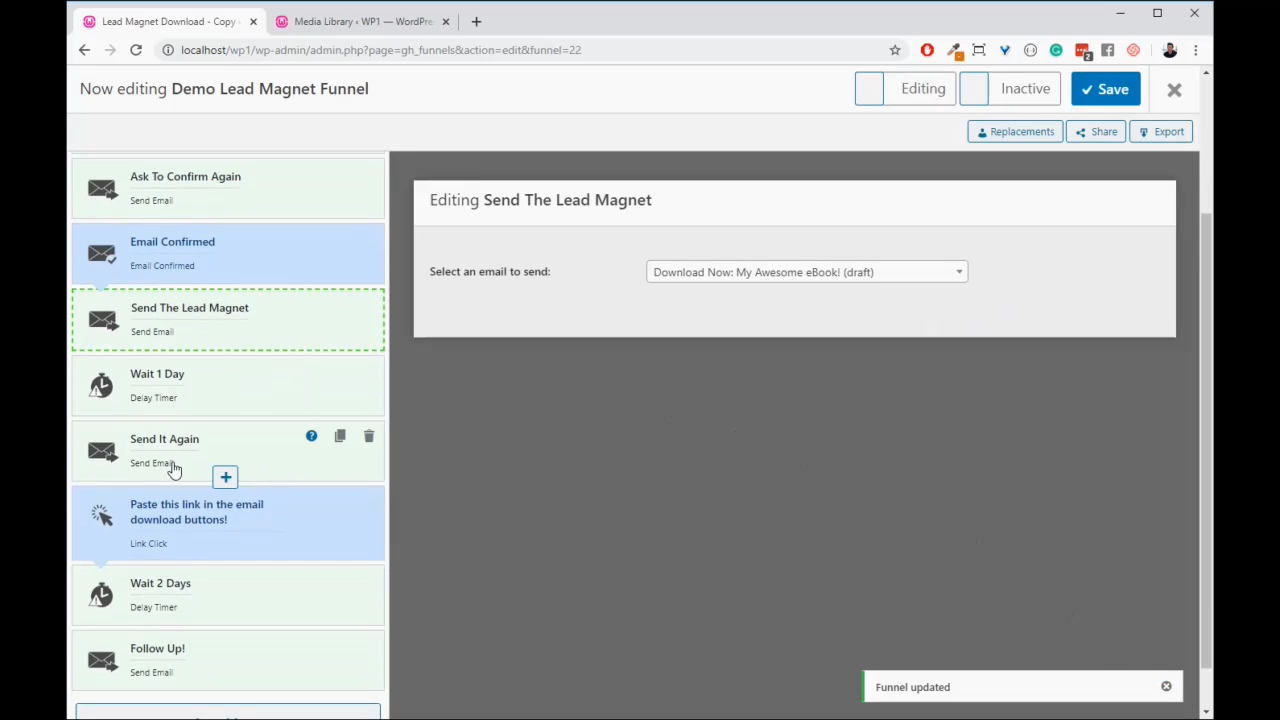 Lead Magnet Download - Copy
Media Library ‹ WP1 — WordPre
localhost/wp1/wp-admin/admin.php?page=gh_funnels&action=edit&funnel=22
2
Now editing Demo Lead Magnet Funnel
Editing
Inactive
Save
Replacements
Share
Export
Ask To Confirm Again
Send Email
Email Confirmed
Email Confirmed
Send The Lead Magnet
Send Email
Wait 1 Day
Delay Timer
Send It Again
Send Email
Paste this link in the email
download buttons!
Link Click
Wait 2 Days
Delay Timer
Follow Up!
Send Email
Editing Send The Lead Magnet
Select an email to send:
Download Now: My Awesome eBook! (draft)
Funnel updated